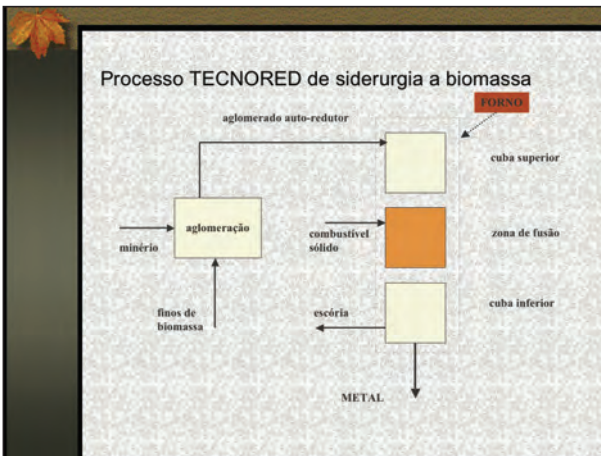 Processo TECNORED de siderurgia a biomassa
FORNO
aglomerado auto-redutor
cuba superior
aglomeração
minério
combustível
sólido
zona de fusão
finos de
biomassa
escória
cuba inferior
METAL